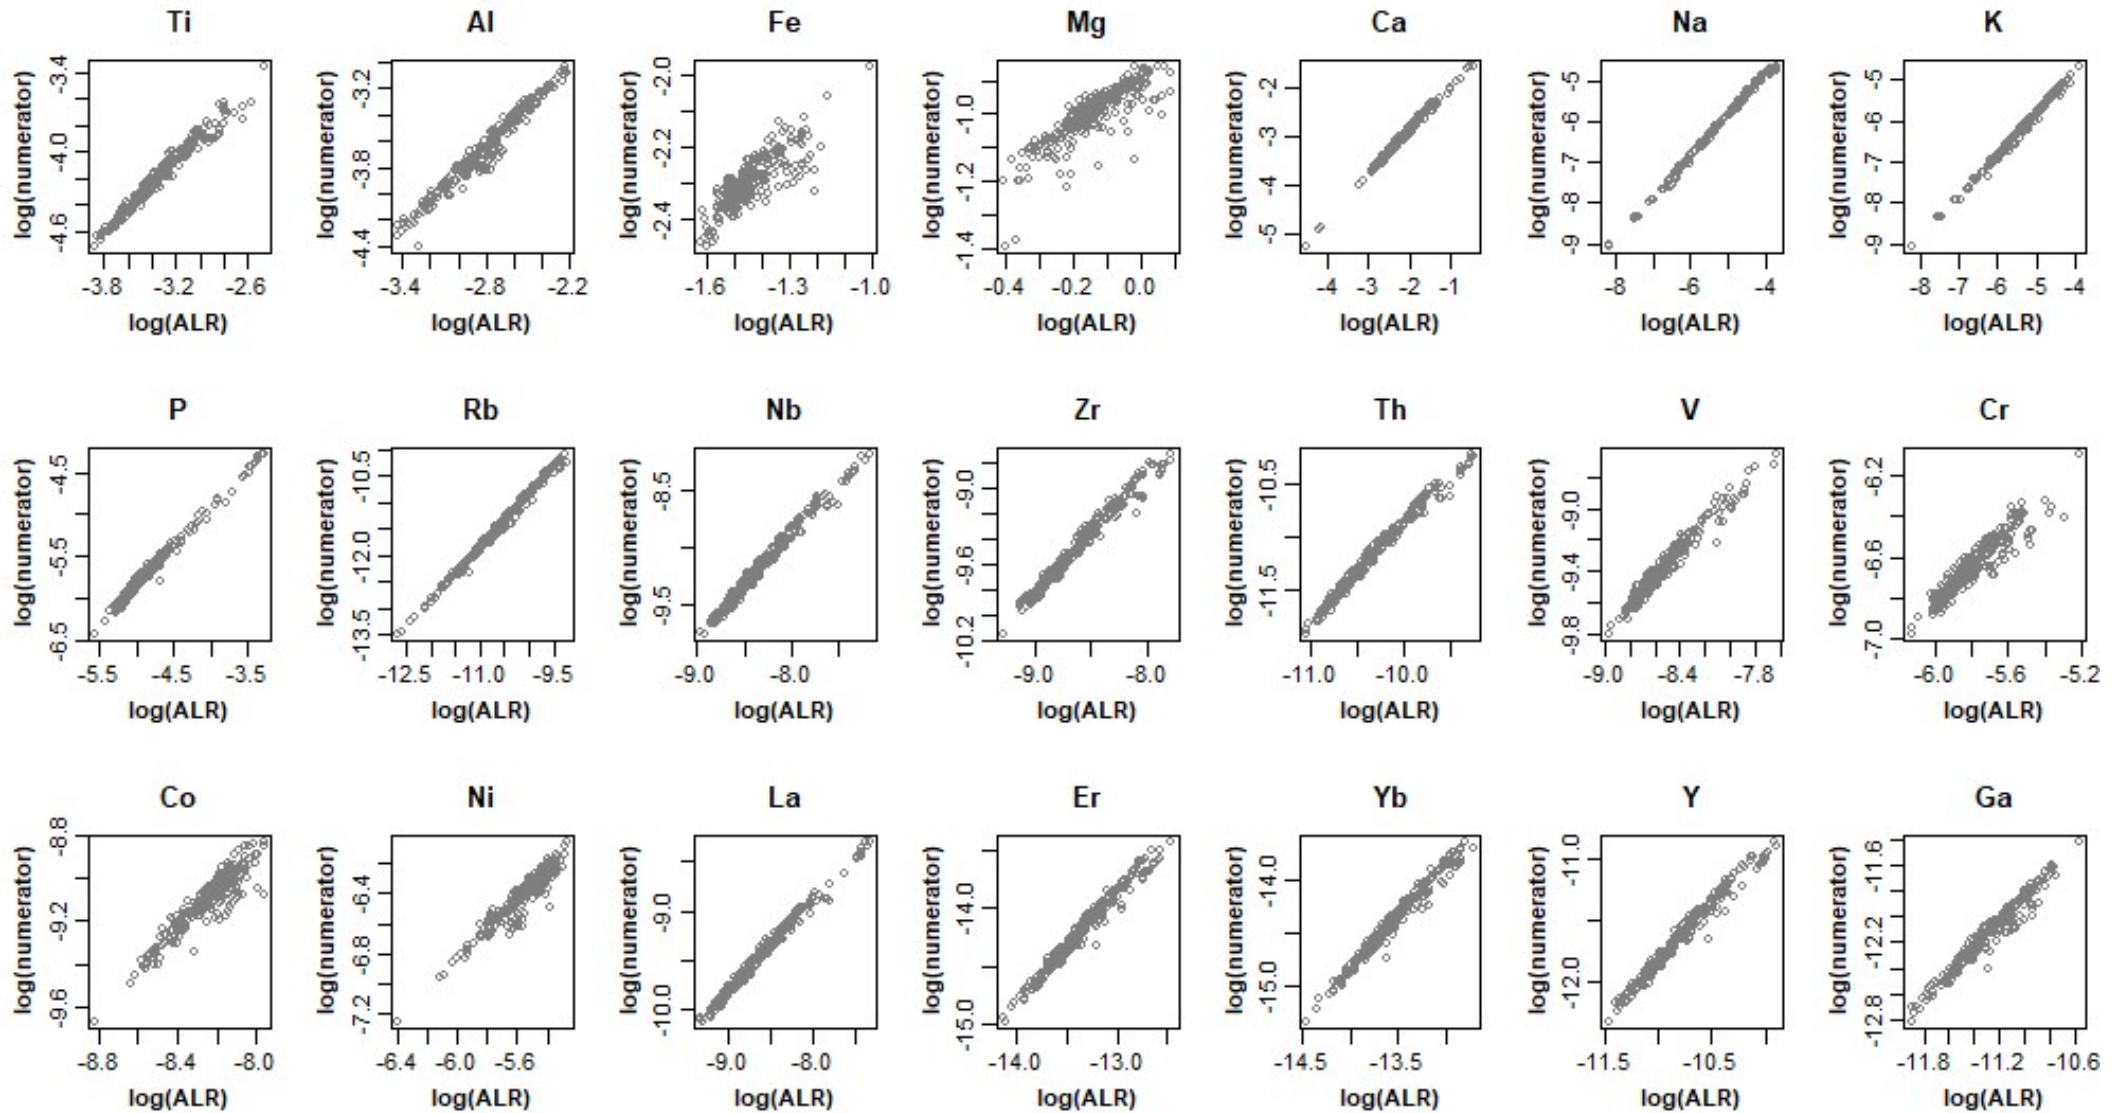 Ti Al Fe Mg Ca Na K
log(numerator) -3.4 -4.0 -4.6 log(numerator) -3.2 -3.8 -4.4 log(numerator) -2.0 -2.2 -2.4 log(numerator) -1.0 -1.2 -1.4 log(numerator) -2 -3 -4 -5 log(numerator) -5 -6 -7 -8 -9 log(numerator) -5 -6 -7 -8 -9
-3.8 -3.2 -2.6 -3.4 -2.8 -2.2 -1.6 -1.3 -1.0 -0.4 -0.2 0.0 -4 -3 -2 -1 -8 -6 -4 -8 -7 -6 -5 -4
log(ALR) log(ALR) log(ALR) log(ALR) log(ALR) log(ALR) log(ALR)
P Rb Nb Zr Th V Cr
log(numerator) -4.5 -5.5 -6.5 log(numerator) -10.5 -12.0 -13.5 log(numerator) -8.5 -9.5 log(numerator) -9.0 -9.6 -10.2 log(numerator) -10.5 -11.5 log(numerator) -9.0 -9.4 -9.8 log(numerator) -6.2 -6.6 -7.0
-5.5 -4.5 -3.5 -12.5 -11.0 -9.5 -9.0 -8.0 -9.0 -8.0 -11.0 -10.0 -9.0 -8.4 -7.8 -6.0 -5.6 -5.2
log(ALR) log(ALR) log(ALR) log(ALR) log(ALR) log(ALR) log(ALR)
Co Ni La Er Yb Y Ga
log(numerator) -8.8 -9.2 -9.6 log(numerator) -6.4 -6.8 -7.2 log(numerator) -9.0 -10.0 log(numerator) -14.0 -15.0 log(numerator) -14.0 -15.0 log(numerator) -11.0 -12.0 log(numerator) -11.6 -12.2 -12.8
-8.8 -8.4 -8.0 -6.4 -6.0 -5.6 -9.0 -8.0 -14.0 -13.0 -14.5 -13.5 -11.5 -10.5 -11.8 -11.2 -10.6
log(ALR) log(ALR) log(ALR) log(ALR) log(ALR) log(ALR) log(ALR)